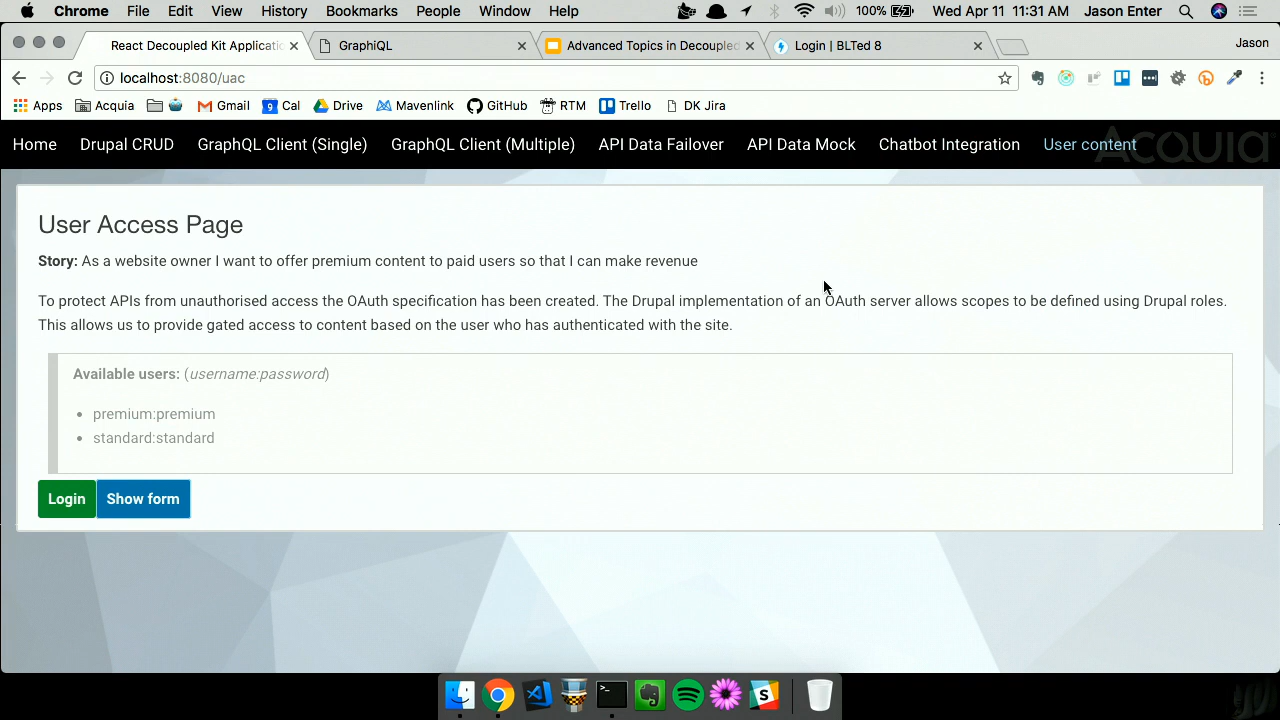 Chrome File Edit View History Bookmarks People Window Help 100% Wed Apr 11 11:31 AM Jason Enter
React Decoupled Kit Applicatio GraphiQL Advanced Topics in Decoupled Login | BLTed 8 Jason
localhost:8080/uac
Apps Acquia Gmail 9 Cal Drive Mavenlink GitHub RTM Trello DK Jira
Home Drupal CRUD GraphQL Client (Single) GraphQL Client (Multiple) API Data Failover API Data Mock Chatbot Integration User content
Acquia
User Access Page
Story: As a website owner I want to offer premium content to paid users so that I can make revenue
To protect APIs from unauthorised access the OAuth specification has been created. The Drupal implementation of an OAuth server allows scopes to be defined using Drupal roles.
This allows us to provide gated access to content based on the user who has authenticated with the site.
Available users: (username:password)
• premium:premium
• standard:standard
Login Show form
S